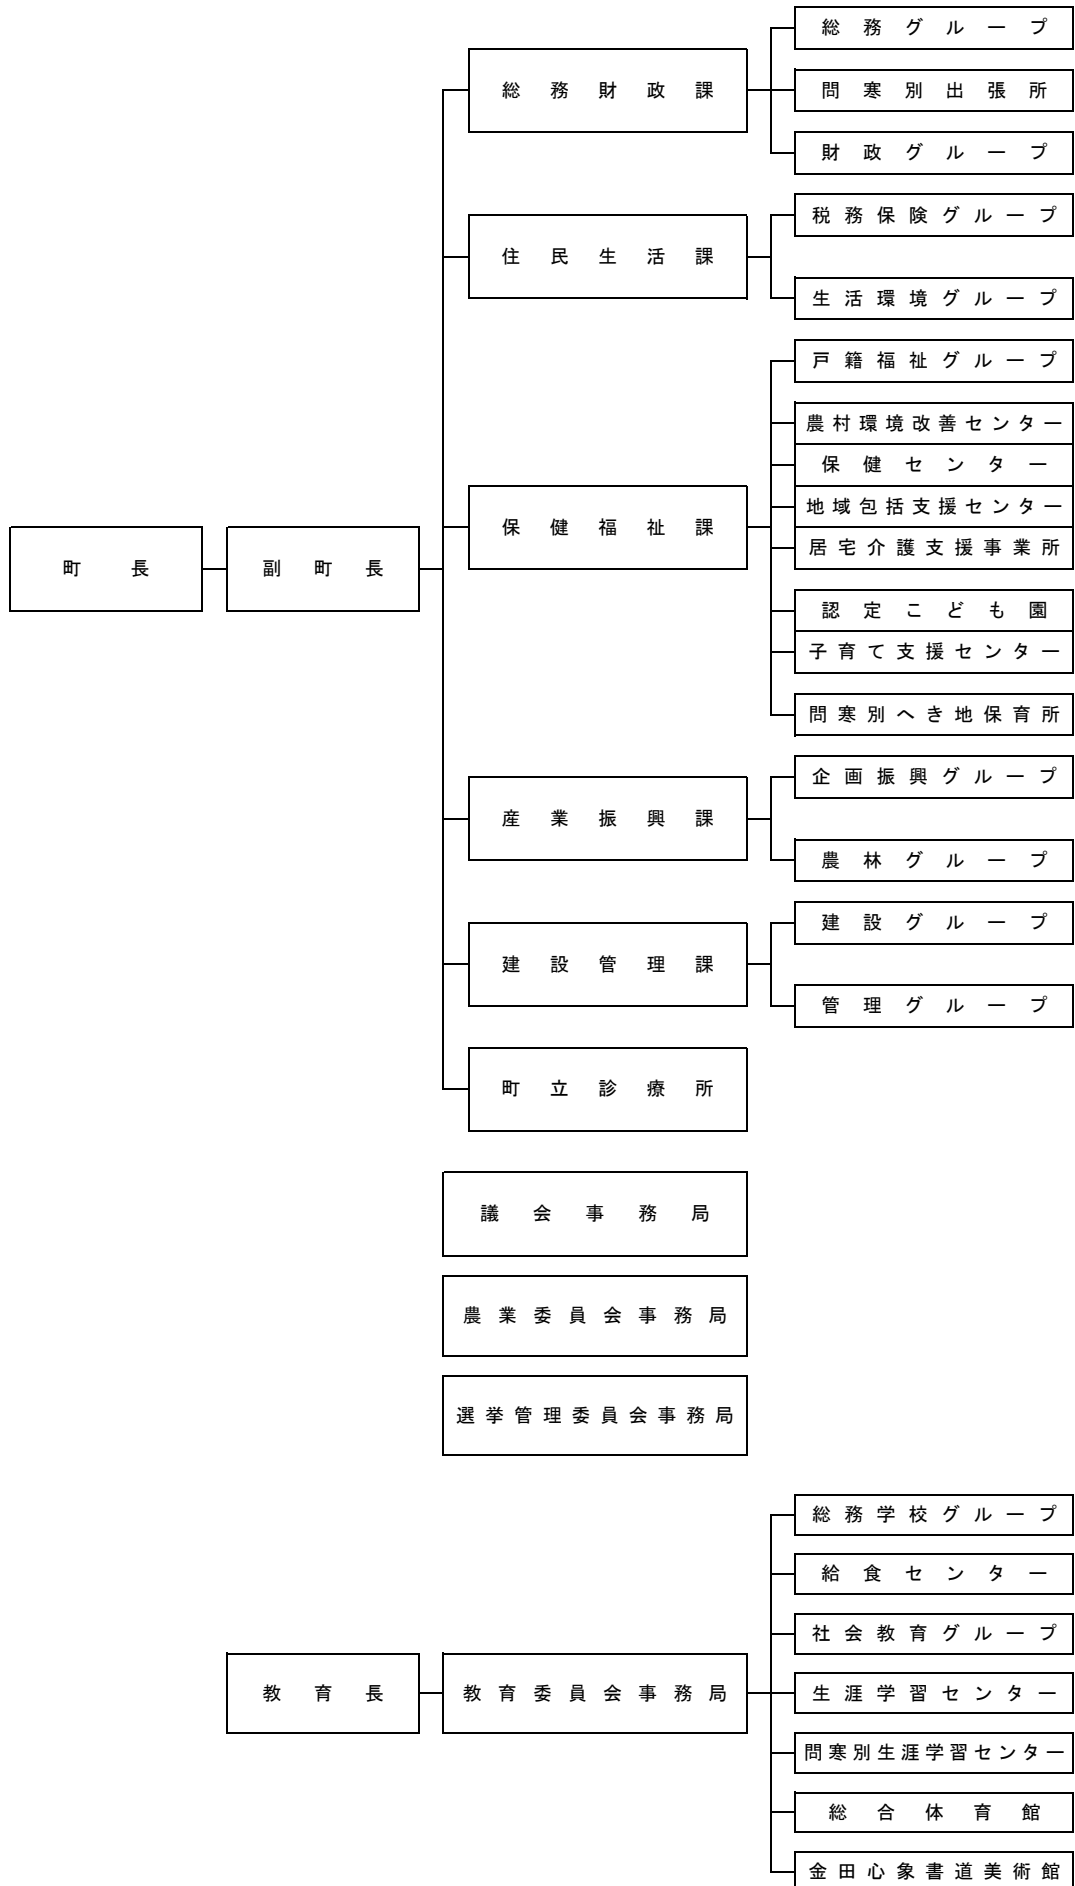 総務グループ
総務財政課
問寒別出張所
財政グループ
税務保険グループ
住民生活課
生活環境グループ
戸籍福祉グループ
農村環境改善センター
保健センター
地域包括支援センター
保健福祉課
居宅介護支援事業所
町長
副町長
認定こども園
子育て支援センター
問寒別へき地保育所
企画振興グループ
産業振興課
農林グループ
建設グループ
建設管理課
管理グループ
町立診療所
議会事務局
農業委員会事務局
選挙管理委員会事務局
総務学校グループ
給食センター
社会教育グループ
教育長
教育委員会事務局
生涯学習センター
問寒別生涯学習センター
総合体育館
金田心象書道美術館